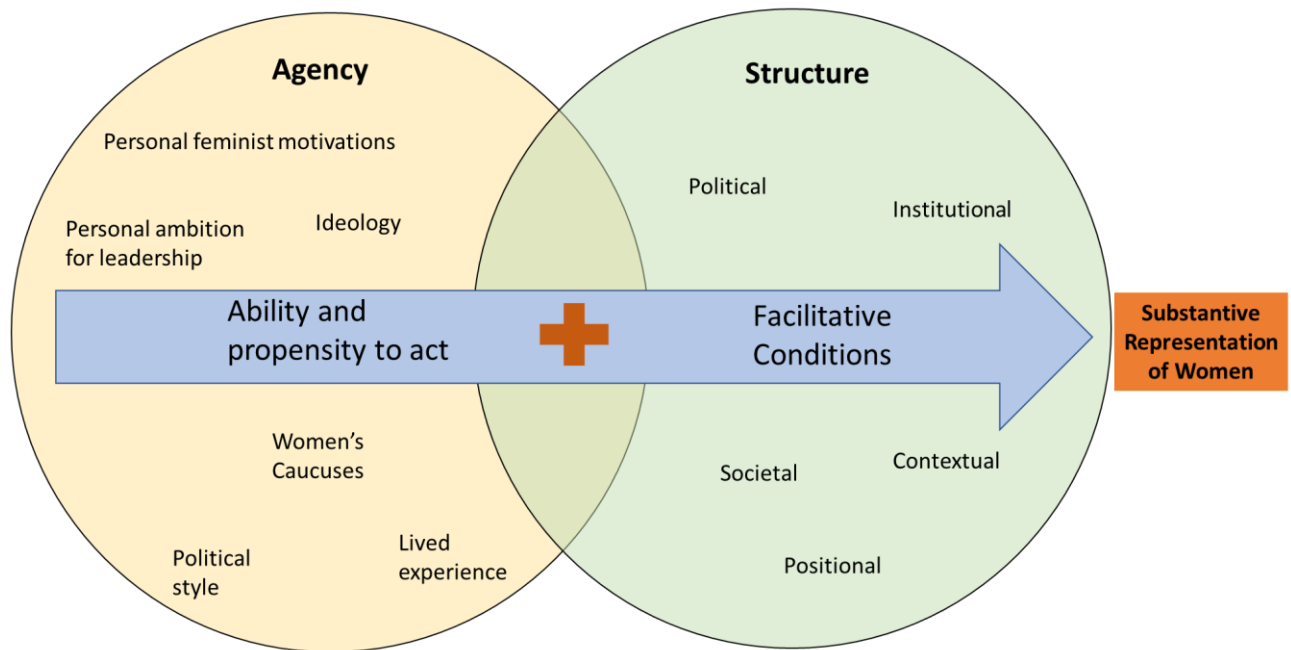 Agency
Personal feminist motivations
Ideology
Personal ambition
for leadership
Ability and
propensity to act
Women's
Caucuses
Political
style
Lived
experience
Structure
Political
Institutional
Facilitative
Conditions
Societal
Contextual
Positional
Substantive
Representation
of Women